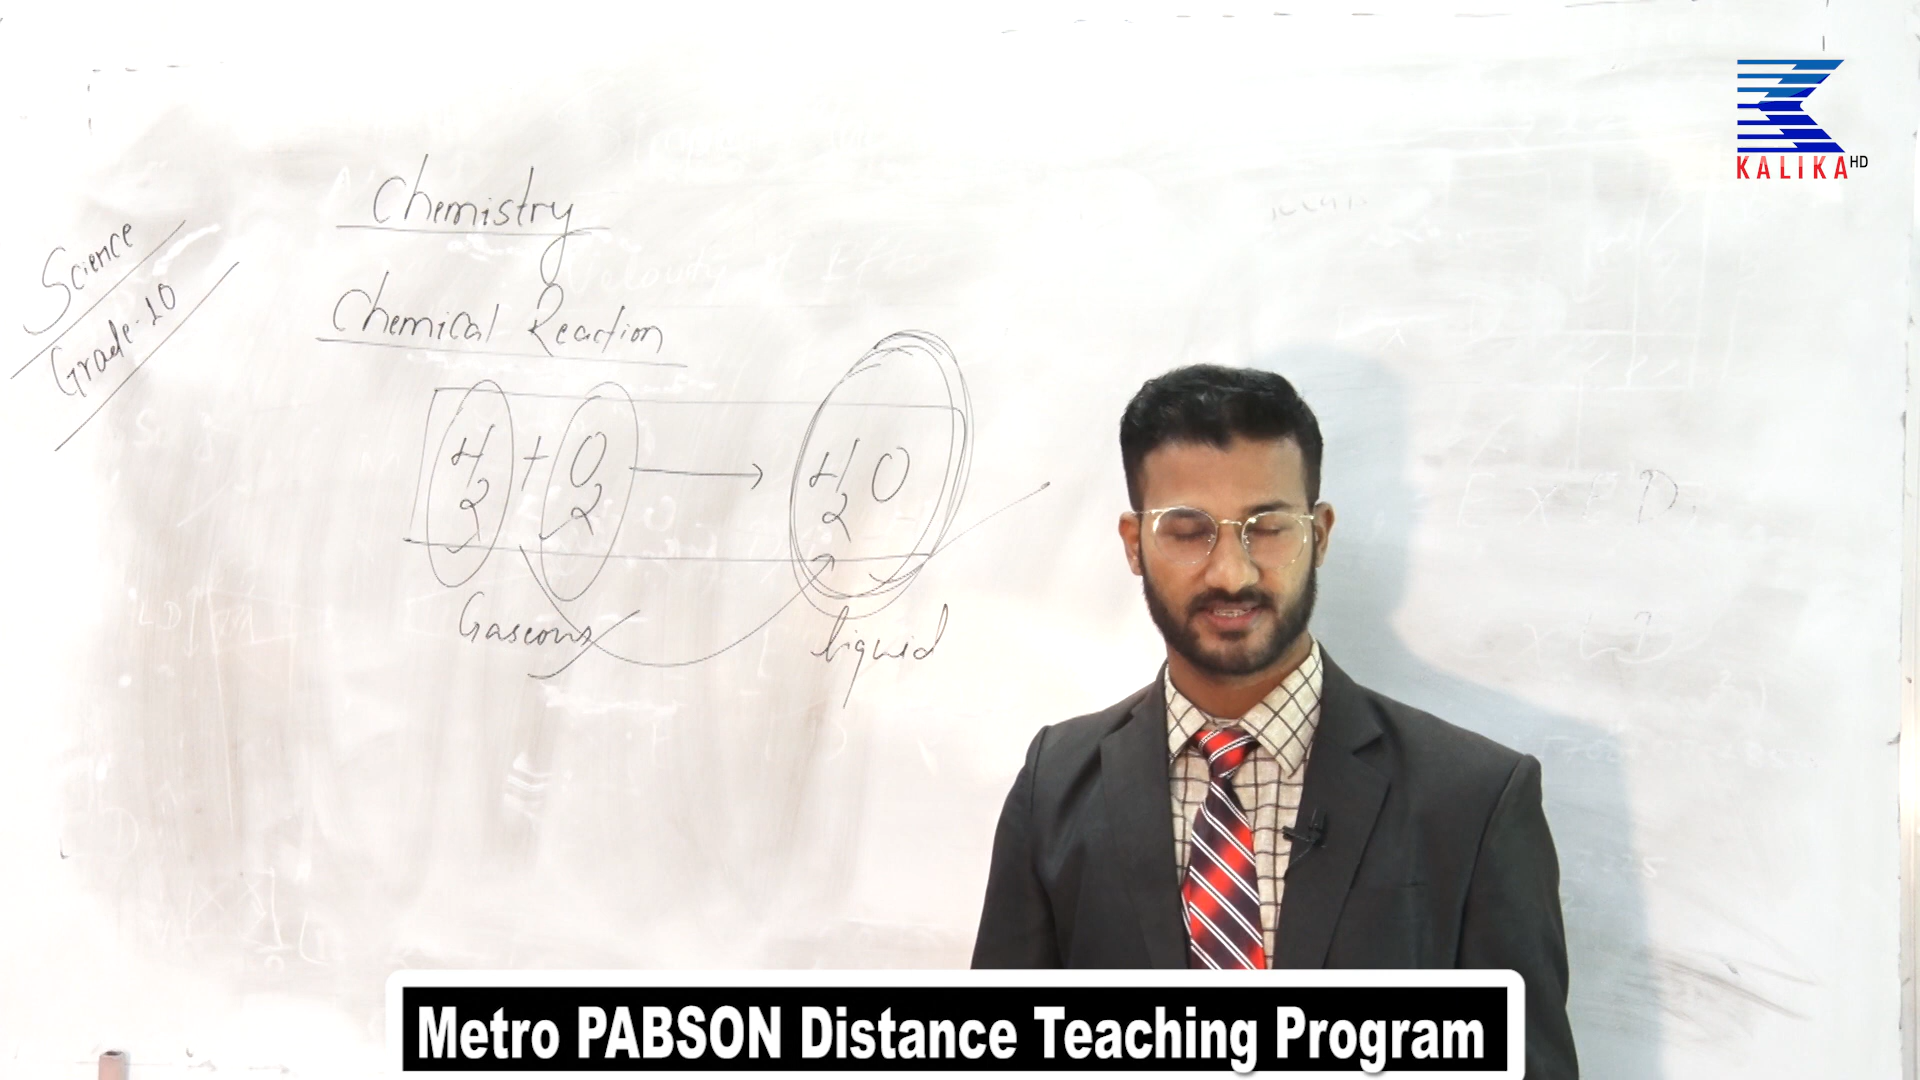 KALIKA HD
Chemistry
Science
Grade-10
Chemical Reaction
H2 + O2 → H2O
Gaseous
liquid
Metro PABSON Distance Teaching Program